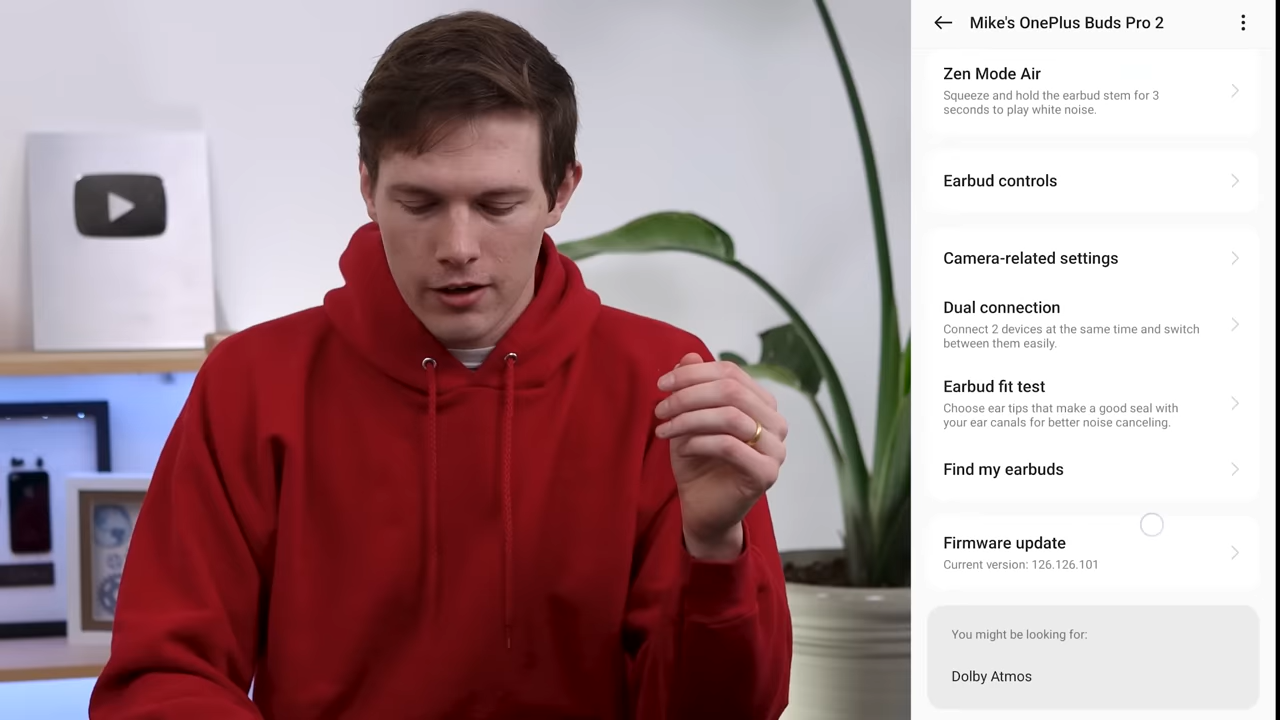 Mike's OnePlus Buds Pro 2
Zen Mode Air
Squeeze and hold the earbud stem for 3
seconds to play white noise.
Earbud controls
Camera-related settings
Dual connection
Connect 2 devices at the same time and switch
between them easily.
Earbud fit test
Choose ear tips that make a good seal with
your ear canals for better noise canceling.
Find my earbuds
Firmware update
Current version: 126.126.101
You might be looking for:
Dolby Atmos